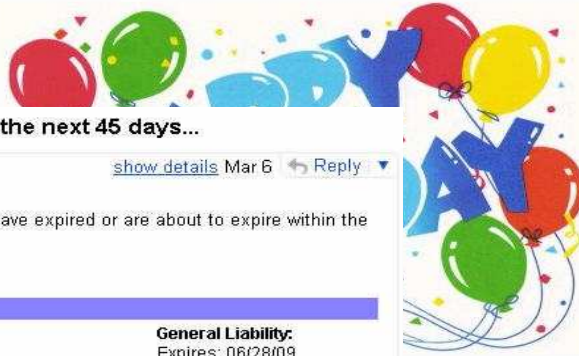 the next 45 days...
show details Mar 6 Reply
ave expired or are about to expire within the
General Liability:
Expires: 06/28/09